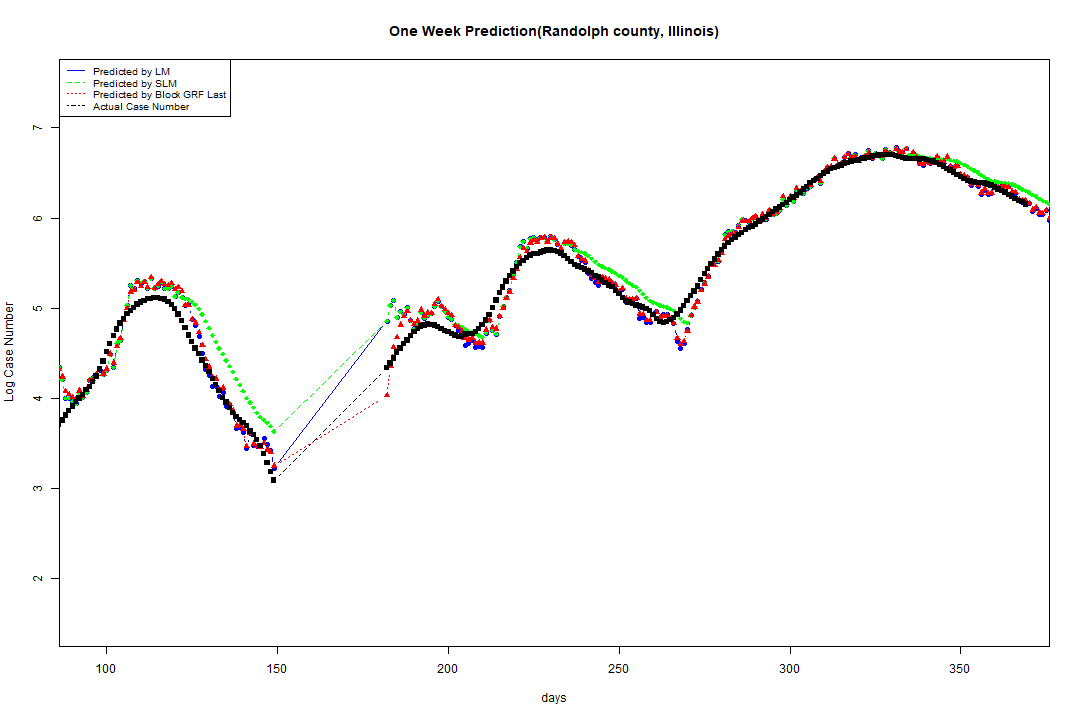 One Week Prediction(Randolph county, Illinois)
Predicted by LM
Predicted by SLM
Predicted by Block GRF Last
Actual Case Number
7
6
5
4
3
2
Log Case Number
100 150 200 250 300 350
days